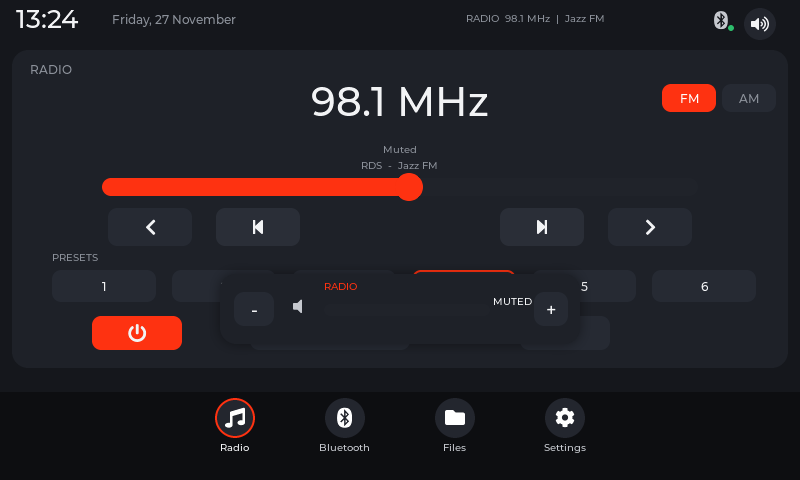 13:24
Friday, 27 November
RADIO 98.1 MHz | Jazz FM
RADIO
98.1 MHz
FM
AM
Muted
RDS - Jazz FM
PRESETS
1
5
6
RADIO
-
MUTED
+
Radio
Bluetooth
Files
Settings